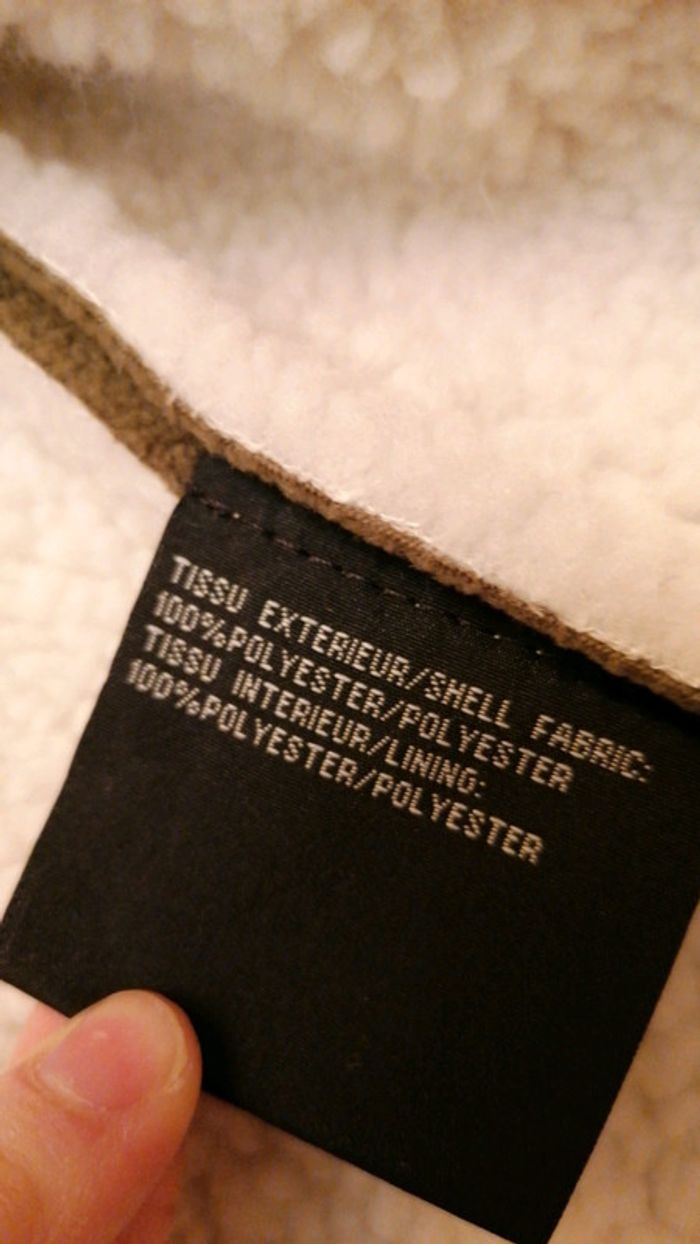 TISSU EXTERIEUR/SHELL FABRIC:
100%POLYESTER/POLYESTER
TISSU INTERIEUR/LINING:
100%POLYESTER/POLYESTER